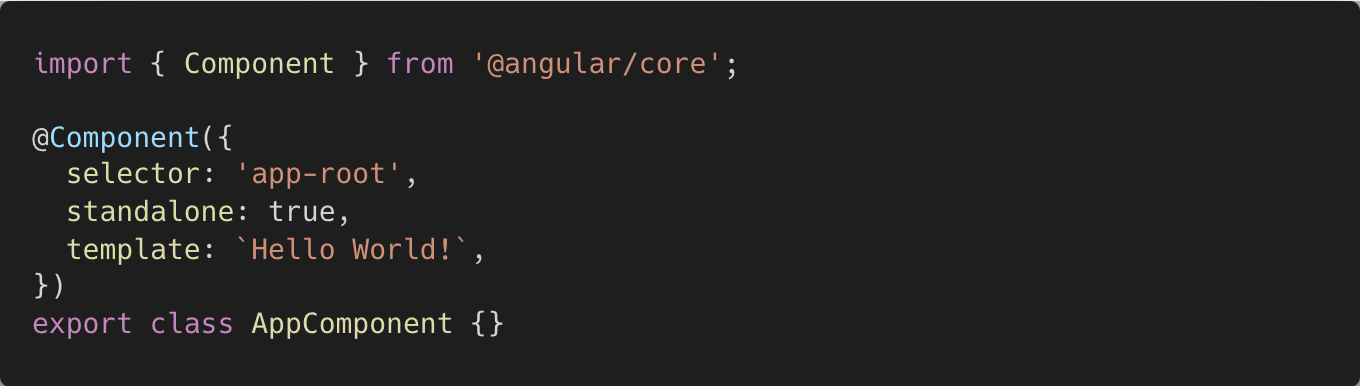 import { Component } from '@angular/core';
@Component({
  selector: 'app-root',
  standalone: true,
  template: `Hello World!`,
})
export class AppComponent {}